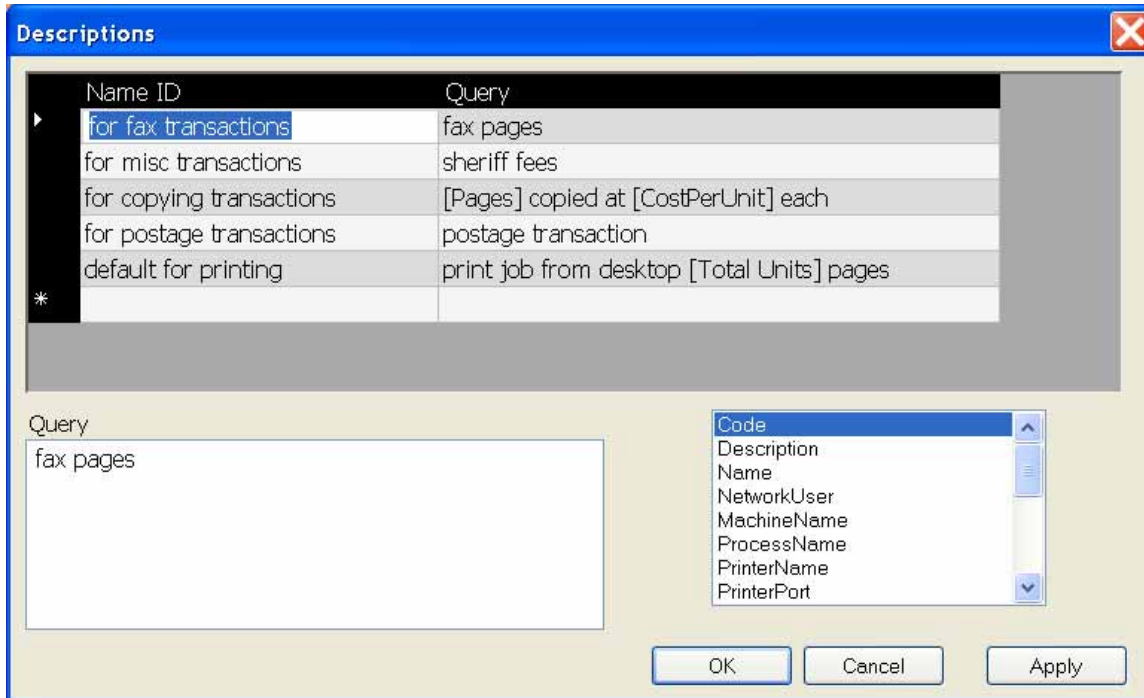 Descriptions
Name ID Query
for fax transactions fax pages
for misc transactions sheriff fees
for copying transactions [Pages] copied at [CostPerUnit] each
for postage transactions postage transaction
default for printing print job from desktop [Total Units] pages
*
Query
fax pages
Code
Description
Name
NetworkUser
MachineName
ProcessName
PrinterName
PrinterPort
OK Cancel Apply